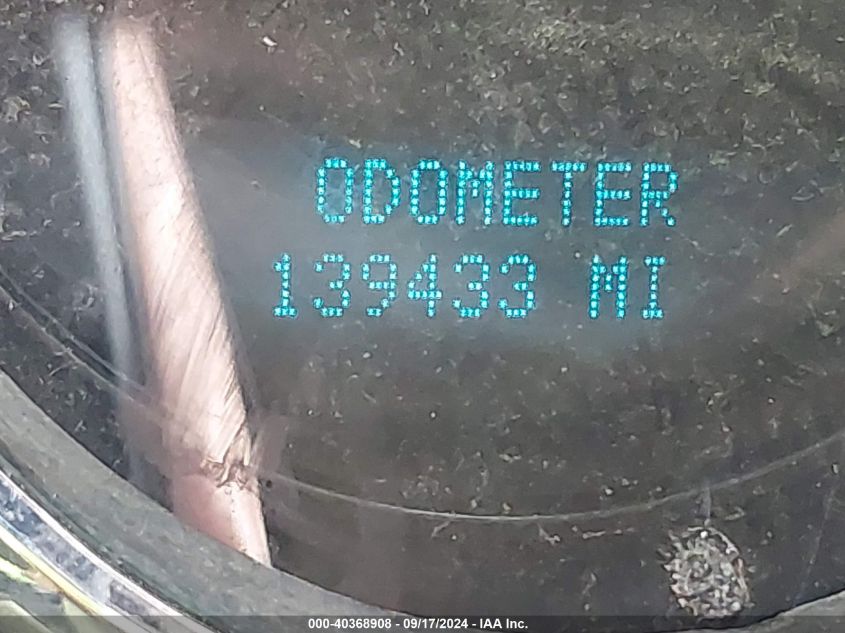 ODOMETER
139433 MI
000-40368908 - 09/17/2024 - IAA Inc.